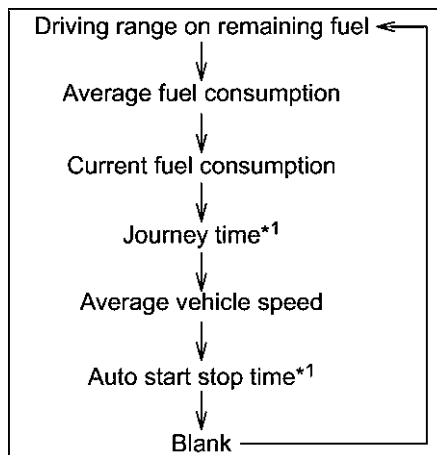 Driving range on remaining fuel
Average fuel consumption
Current fuel consumption
Journey time*1
Average vehicle speed
Auto start stop time*1
Blank